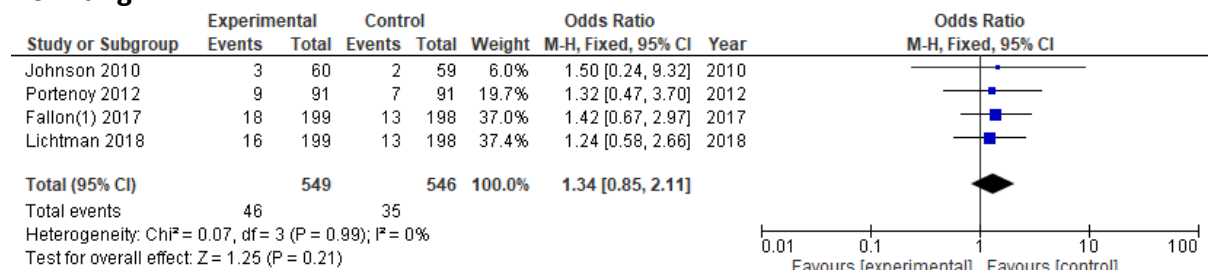 Experimental Control Odds Ratio Odds Ratio
Study or Subgroup Events Total Events Total Weight M-H, Fixed, 95% CI Year M-H, Fixed, 95% CI
Johnson 2010 3 60 2 59 6.0% 1.50 [0.24, 9.32] 2010
Portenoy 2012 9 91 7 91 19.7% 1.32 [0.47, 3.70] 2012
Fallon(1) 2017 18 199 13 198 37.0% 1.42 [0.67, 2.97] 2017
Lichtman 2018 16 199 13 198 37.4% 1.24 [0.58, 2.66] 2018
Total (95% CI) 549 546 100.0% 1.34 [0.85, 2.11]
Total events 46 35
Heterogeneity: Chi² = 0.07, df = 3 (P = 0.99); I² = 0%
Test for overall effect: Z = 1.25 (P = 0.21)
0.01 0.1 1 10 100
Favours [experimental] Favours [control]